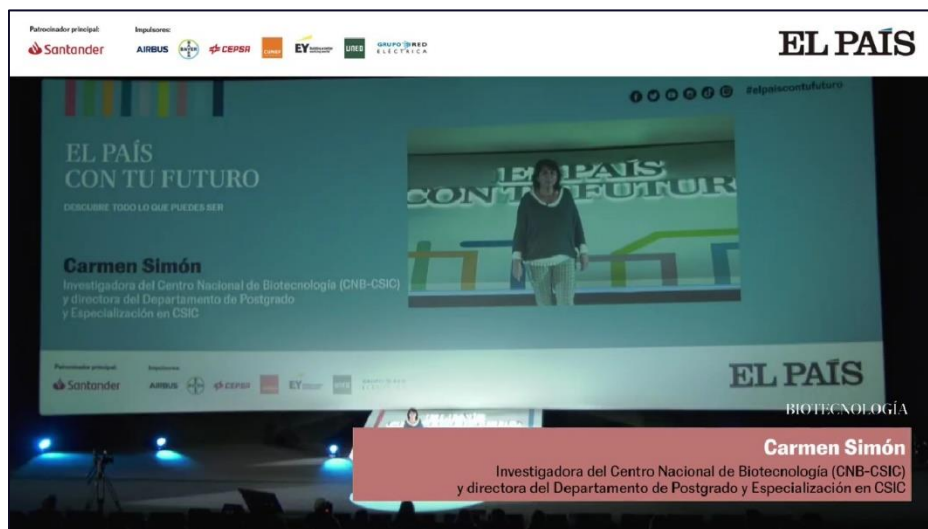 Patrocinador principal:
Impulsores:
Santander
AIRBUS
BAYER
CEPSA
CUNEF
EY
UNED
GRUPO RED
ELÉCTRICA
EL PAÍS
#elpaiscontufuturo
EL PAÍS
CON TU FUTURO
DESCUBRE TODO LO QUE PUEDES SER
EL PAÍS
CON TU FUTUR
Carmen Simón
Investigadora del Centro Nacional de Biotecnología (CNB-CSIC)
y directora del Departamento de Postgrado
y Especialización en CSIC
Patrocinador principal:
Impulsores:
Santander
AIRBUS
CEPSA
EY
EL PAÍS
BIOTECNOLOGÍA
Carmen Simón
Investigadora del Centro Nacional de Biotecnología (CNB-CSIC)
y directora del Departamento de Postgrado y Especialización en CSIC